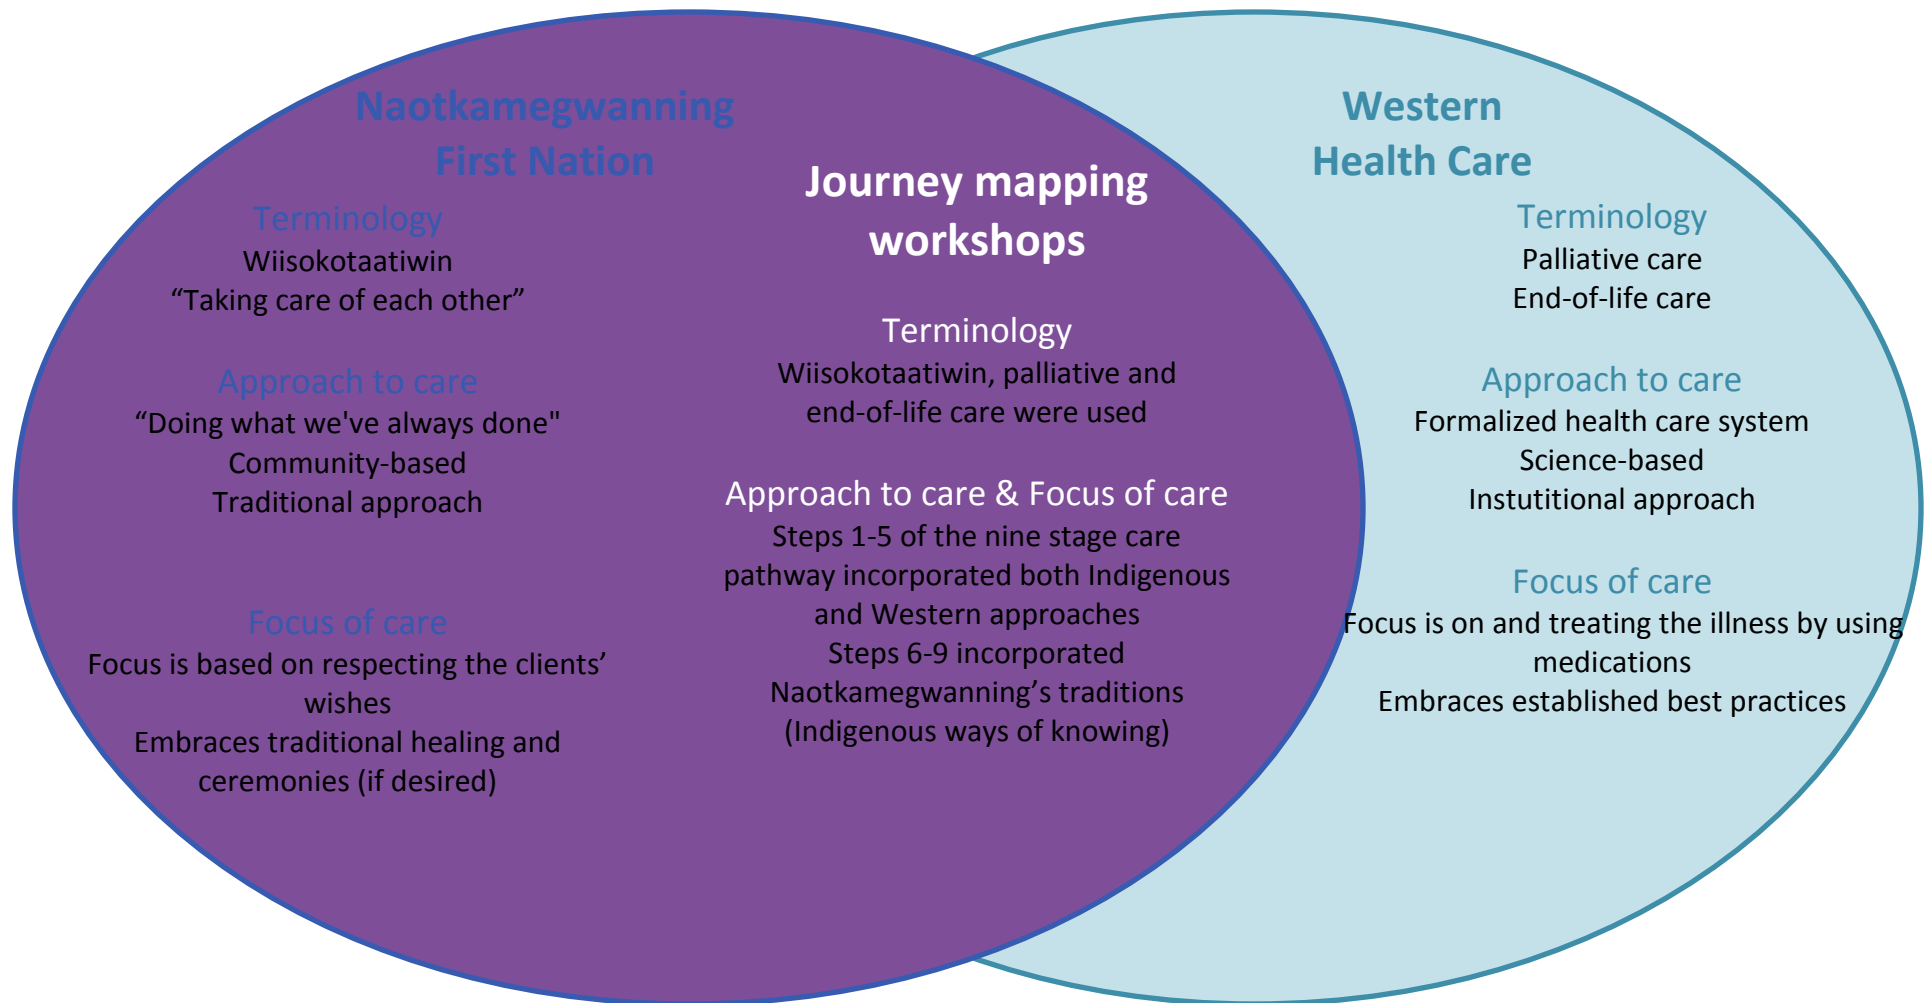 Naotkamegwanning
First Nation
Terminology
Wiisokotaatiwin
“Taking care of each other”
Approach to care
“Doing what we've always done"
Community-based
Traditional approach
Focus of care
Focus is based on respecting the clients’
wishes
Embraces traditional healing and
ceremonies (if desired)
Journey mapping
workshops
Terminology
Wiisokotaatiwin, palliative and
end-of-life care were used
Approach to care & Focus of care
Steps 1-5 of the nine stage care
pathway incorporated both Indigenous
and Western approaches
Steps 6-9 incorporated
Naotkamegwanning’s traditions
(Indigenous ways of knowing)
Western
Health Care
Terminology
Palliative care
End-of-life care
Approach to care
Formalized health care system
Science-based
Instutitional approach
Focus of care
Focus is on and treating the illness by using
medications
Embraces established best practices